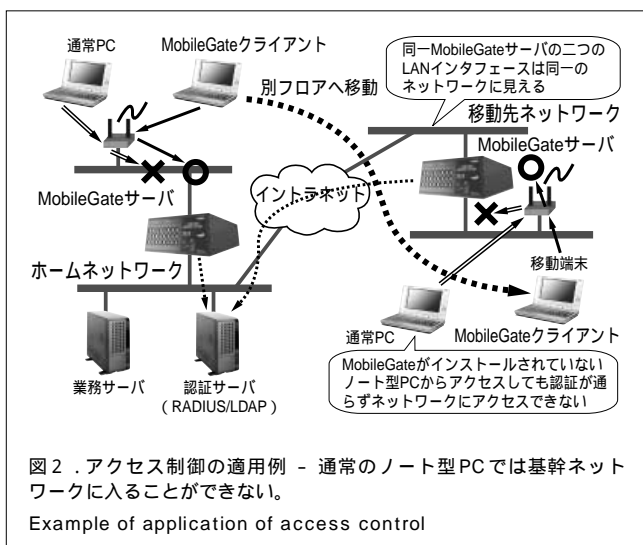 通常PC
MobileGateクライアント
同一MobileGateサーバの二つの
LANインタフェースは同一の
ネットワークに見える
別フロアへ移動
移動先ネットワーク
MobileGateサーバ
イントラネット
MobileGateサーバ
ホームネットワーク
移動端末
通常PC
MobileGateクライアント
業務サーバ
認証サーバ
(RADIUS/LDAP)
MobileGateがインストールされていない
ノート型PCからアクセスしても認証が通
らずネットワークにアクセスできない
図2．アクセス制御の適用例 － 通常のノート型PCでは基幹ネット
ワークに入ることができない。
Example of application of access control